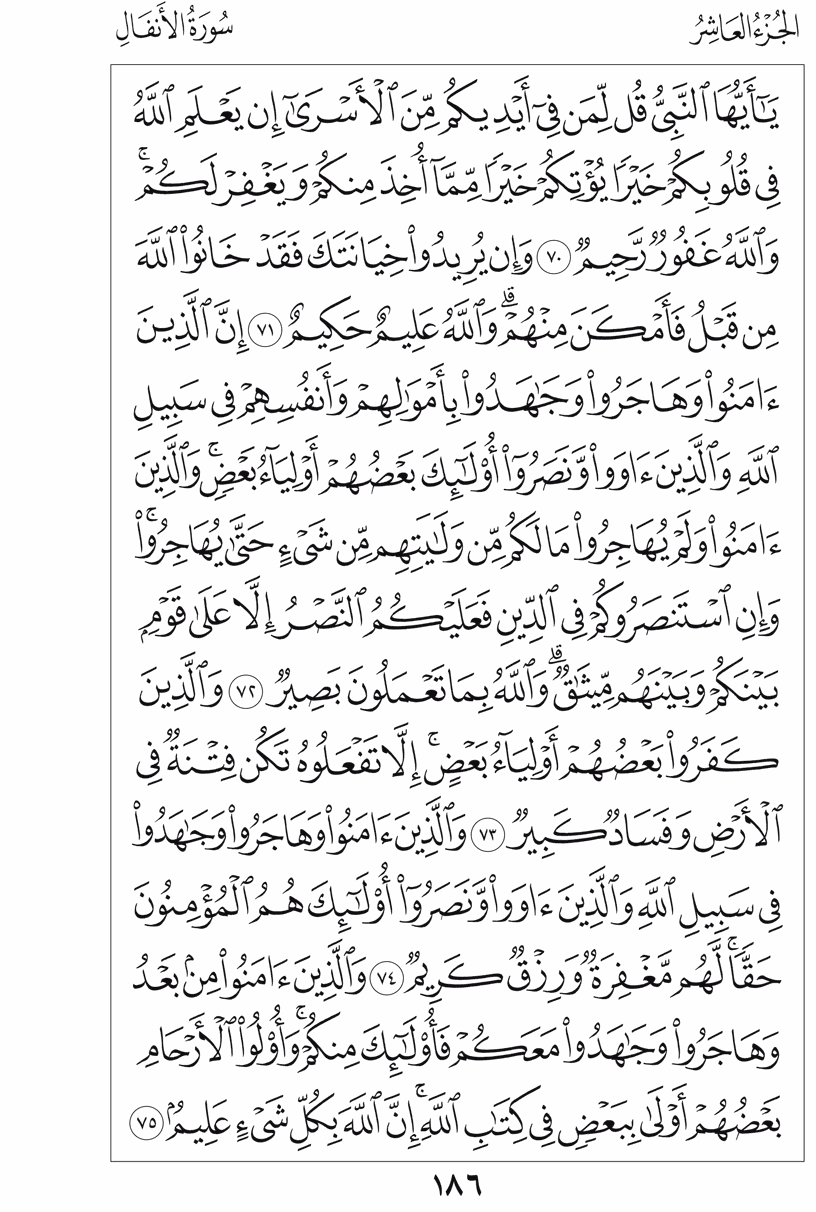 الجُزْءُ العَاشِرُ
سُورَةُ الأَنفَالِ
يَٰٓأَيُّهَا ٱلنَّبِىُّ قُل لِّمَن فِىٓ أَيْدِيكُم مِّنَ ٱلْأَسْرَىٰٓ إِن يَعْلَمِ ٱللَّهُ
فِى قُلُوبِكُمْ خَيْرًا يُؤْتِكُمْ خَيْرًا مِّمَّآ أُخِذَ مِنكُمْ وَيَغْفِرْ لَكُمْ ۚ
وَٱللَّهُ غَفُورٌ رَّحِيمٌ ٧٠ وَإِن يُرِيدُوا۟ خِيَانَتَكَ فَقَدْ خَانُوا۟ ٱللَّهَ
مِن قَبْلُ فَأَمْكَنَ مِنْهُمْ ۗ وَٱللَّهُ عَلِيمٌ حَكِيمٌ ٧١ إِنَّ ٱلَّذِينَ
ءَامَنُوا۟ وَهَاجَرُوا۟ وَجَٰهَدُوا۟ بِأَمْوَٰلِهِمْ وَأَنفُسِهِمْ فِى سَبِيلِ
ٱللَّهِ وَٱلَّذِينَ ءَاوَوا۟ وَّنَصَرُوٓا۟ أُو۟لَٰٓئِكَ بَعْضُهُمْ أَوْلِيَآءُ بَعْضٍ ۚ وَٱلَّذِينَ
ءَامَنُوا۟ وَلَمْ يُهَاجِرُوا۟ مَا لَكُم مِّن وَلَٰيَتِهِم مِّن شَىْءٍ حَتَّىٰ يُهَاجِرُوا۟ ۚ
وَإِنِ ٱسْتَنصَرُوكُمْ فِى ٱلدِّينِ فَعَلَيْكُمُ ٱلنَّصْرُ إِلَّا عَلَىٰ قَوْمٍۭ
بَيْنَكُمْ وَبَيْنَهُم مِّيثَٰقٌ ۗ وَٱللَّهُ بِمَا تَعْمَلُونَ بَصِيرٌ ٧٢ وَٱلَّذِينَ
كَفَرُوا۟ بَعْضُهُمْ أَوْلِيَآءُ بَعْضٍ ۚ إِلَّا تَفْعَلُوهُ تَكُن فِتْنَةٌ فِى
ٱلْأَرْضِ وَفَسَادٌ كَبِيرٌ ٧٣ وَٱلَّذِينَ ءَامَنُوا۟ وَهَاجَرُوا۟ وَجَٰهَدُوا۟
فِى سَبِيلِ ٱللَّهِ وَٱلَّذِينَ ءَاوَوا۟ وَّنَصَرُوٓا۟ أُو۟لَٰٓئِكَ هُمُ ٱلْمُؤْمِنُونَ
حَقًّا ۚ لَّهُم مَّغْفِرَةٌ وَرِزْقٌ كَرِيمٌ ٧٤ وَٱلَّذِينَ ءَامَنُوا۟ مِنۢ بَعْدُ
وَهَاجَرُوا۟ وَجَٰهَدُوا۟ مَعَكُمْ فَأُو۟لَٰٓئِكَ مِنكُمْ ۚ وَأُو۟لُوا۟ ٱلْأَرْحَامِ
بَعْضُهُمْ أَوْلَىٰ بِبَعْضٍ فِى كِتَٰبِ ٱللَّهِ ۚ إِنَّ ٱللَّهَ بِكُلِّ شَىْءٍ عَلِيمٌۢ ٧٥
١٨٦